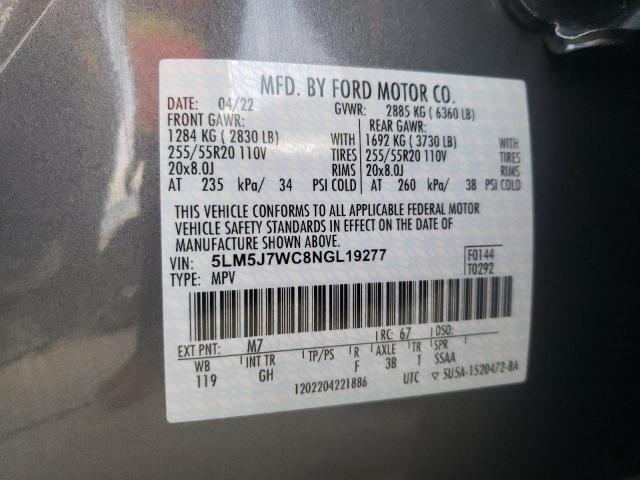 MFD. BY FORD MOTOR CO.
DATE: 04/22 GVWR: 2885 KG ( 6360 LB)
FRONT GAWR: REAR GAWR:
1284 KG ( 2830 LB) WITH 1692 KG ( 3730 LB) WITH
255/55R20 110V TIRES 255/55R20 110V TIRES
20x8.0J RIMS 20x8.0J RIMS
AT 235 kPa/ 34 PSI COLD AT 260 kPa/ 38 PSI COLD
THIS VEHICLE CONFORMS TO ALL APPLICABLE FEDERAL MOTOR
VEHICLE SAFETY STANDARDS IN EFFECT ON THE DATE OF
MANUFACTURE SHOWN ABOVE.
VIN: 5LM5J7WC8NGL19277 F0144
TYPE: MPV T0292
EXT PNT: M7 RC: 67 DSO:
WB INT TR TP/PS R AXLE TR SPR
119 GH F 3B T SSAA
1202204221886 UTC 5U5A-1520472-BA